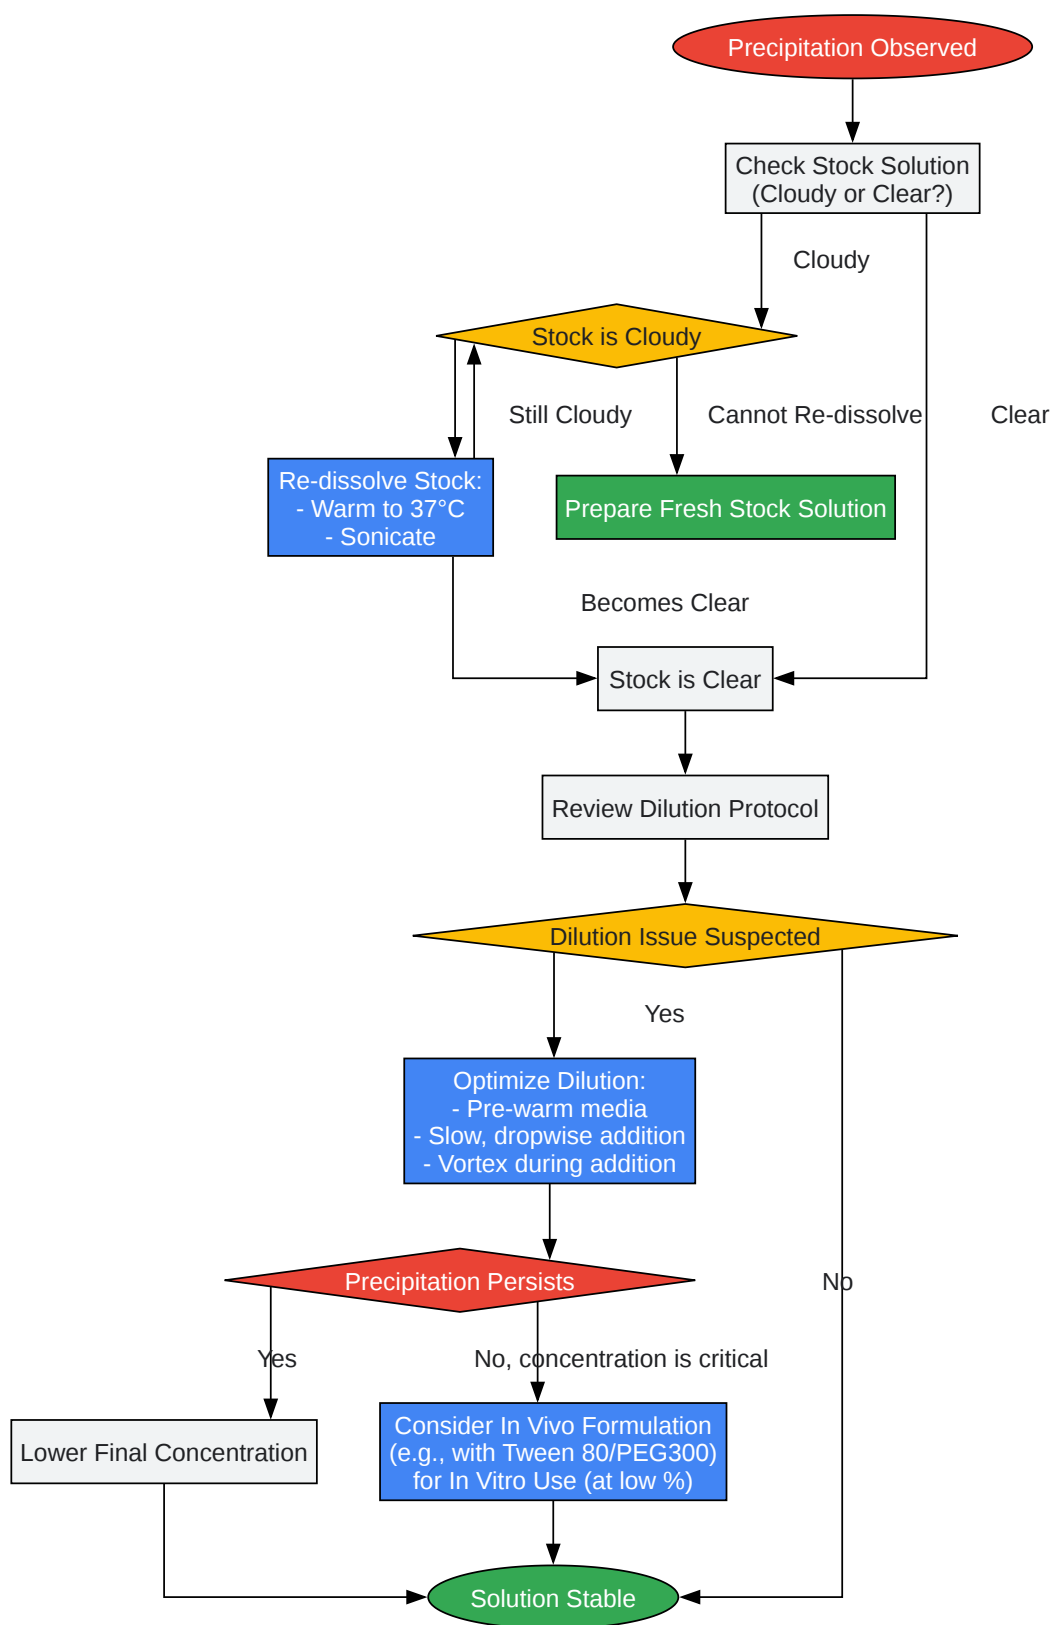 Precipitation Observed
Check Stock Solution
(Cloudy or Clear?)
Cloudy
Stock is Cloudy
Still Cloudy
Cannot Re-dissolve
Clear
Re-dissolve Stock:
- Warm to 37°C
- Sonicate
Prepare Fresh Stock Solution
Becomes Clear
Stock is Clear
Review Dilution Protocol
Dilution Issue Suspected
Yes
Optimize Dilution:
- Pre-warm media
- Slow, dropwise addition
- Vortex during addition
Precipitation Persists
No
Yes
No, concentration is critical
Lower Final Concentration
Consider In Vivo Formulation
(e.g., with Tween 80/PEG300)
for In Vitro Use (at low %)
Solution Stable